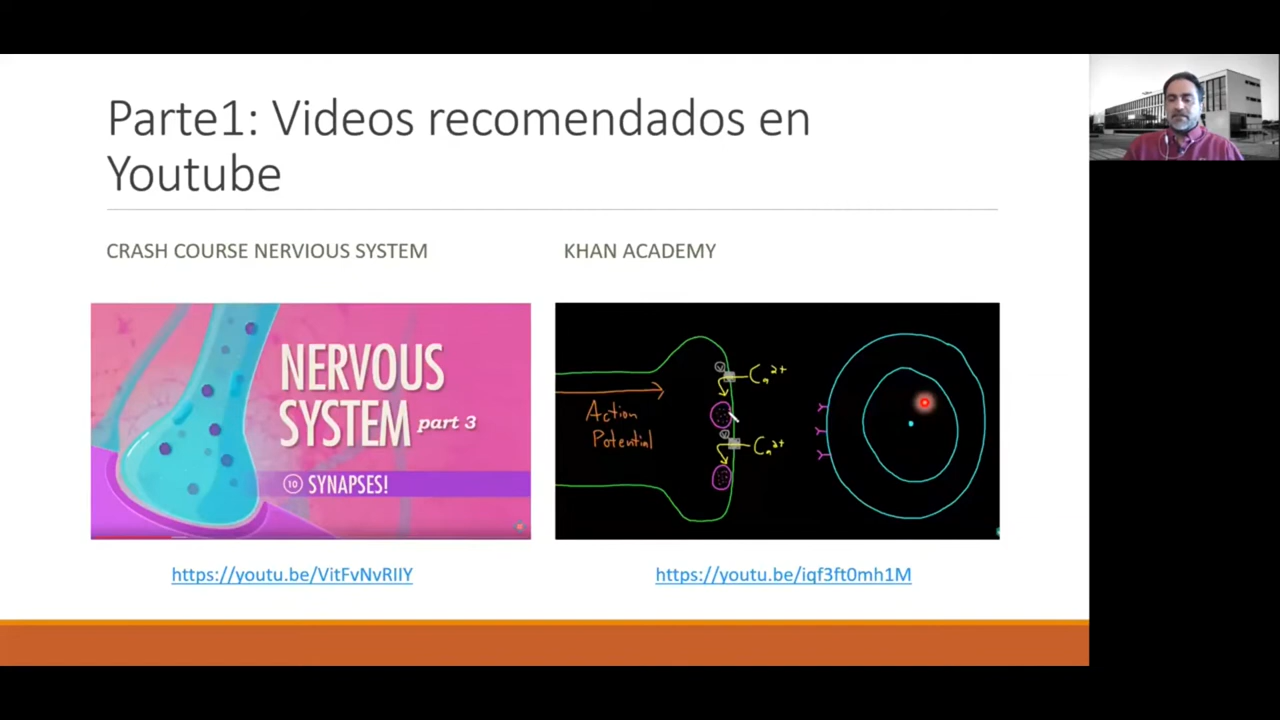 Parte1: Videos recomendados en
Youtube
CRASH COURSE NERVIOUS SYSTEM
KHAN ACADEMY
NERVOUS
SYSTEM part 3
10 SYNAPSES!
Action
Potential
V
Ca2+
V
Ca2+
https://youtu.be/VitFvNvRIIY
https://youtu.be/iqf3ft0mh1M